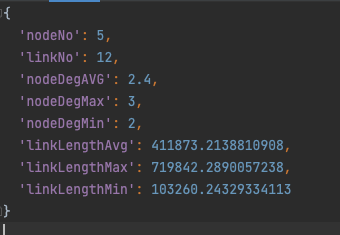 {
'nodeNo': 5,
'linkNo': 12,
'nodeDegAVG': 2.4,
'nodeDegMax': 3,
'nodeDegMin': 2,
'linkLengthAvg': 411873.2138810908,
'linkLengthMax': 719842.2890057238,
'linkLengthMin': 103260.24329334113
}